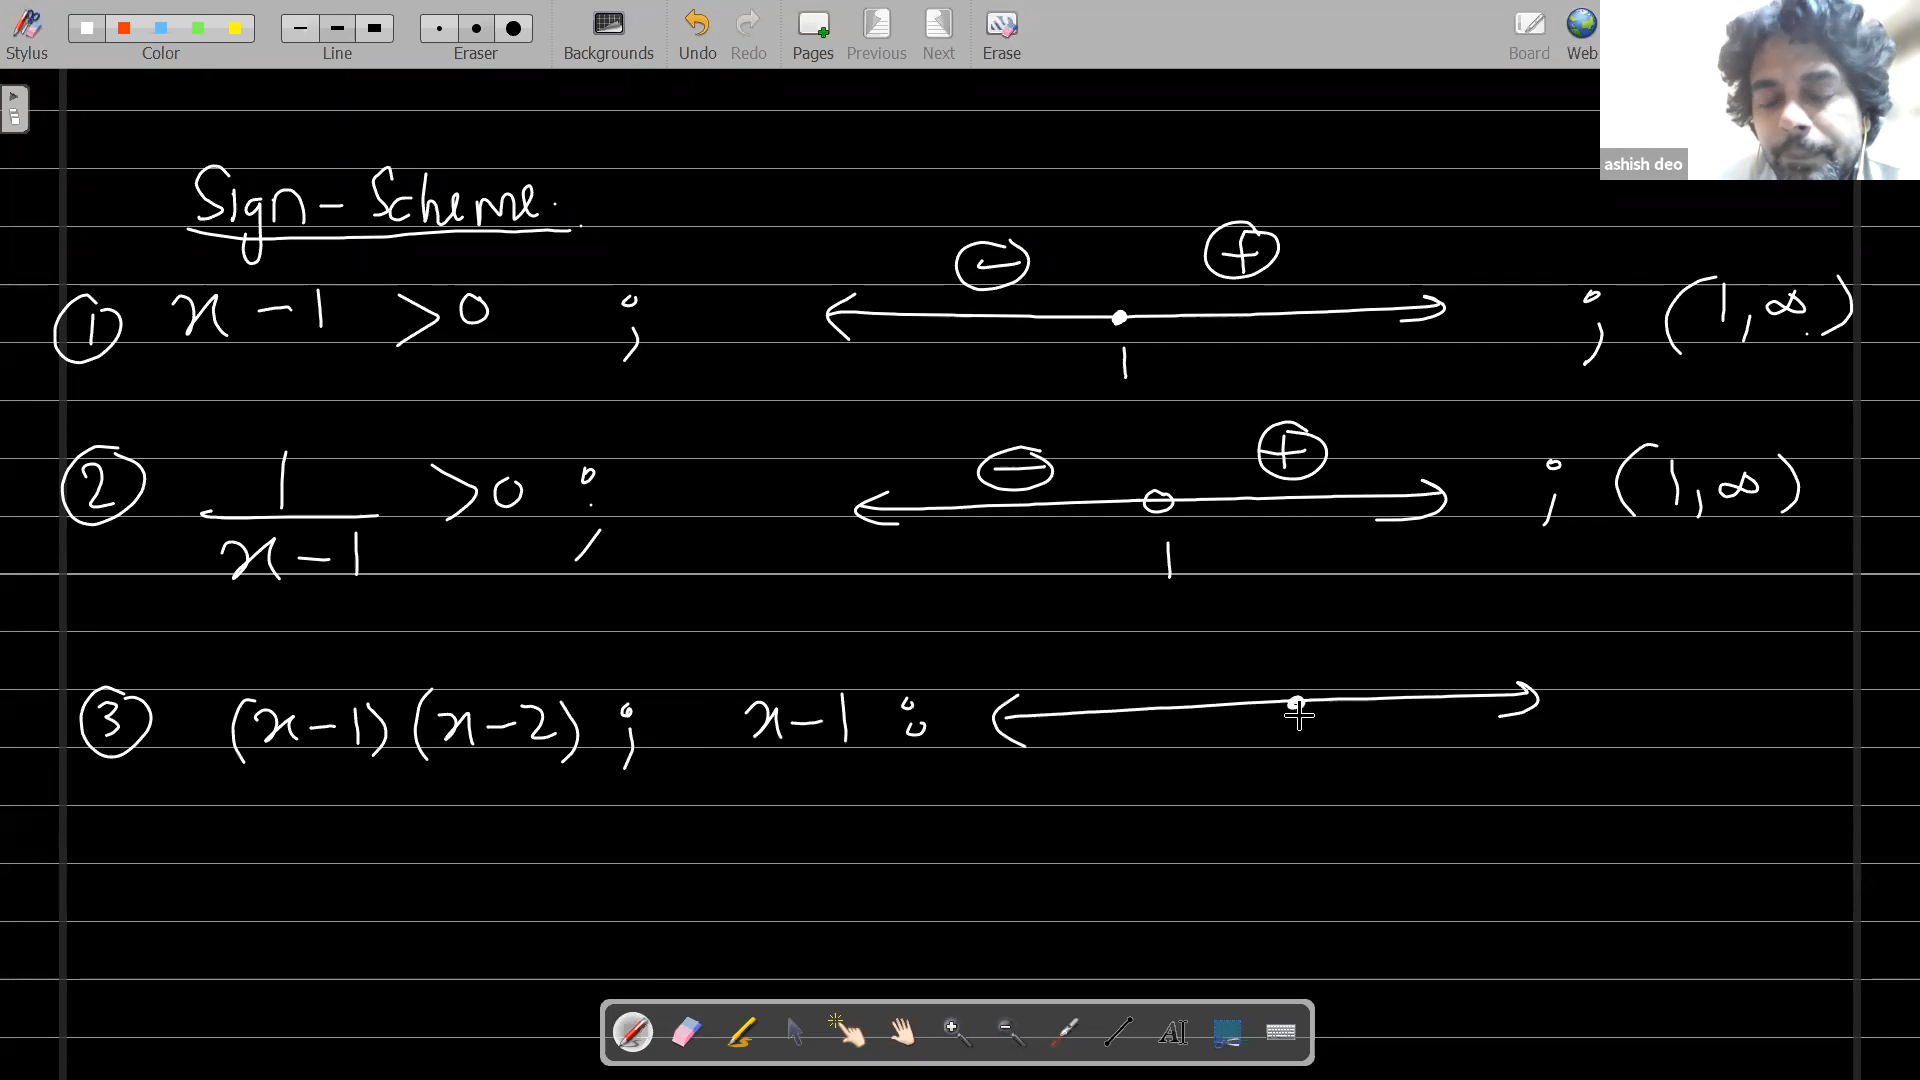 Stylus Color Line Eraser Backgrounds Undo Redo Pages Previous Next Erase Board Web
ashish deo
Sign - Scheme.
⊖ ⊕
① x - 1 > 0 ; 1 ; (1, ∞)
⊖ ⊕
② 1/(x - 1) > 0 ; 1 ; (1, ∞)
③ (x - 1) (x - 2) ; x - 1 :
AI